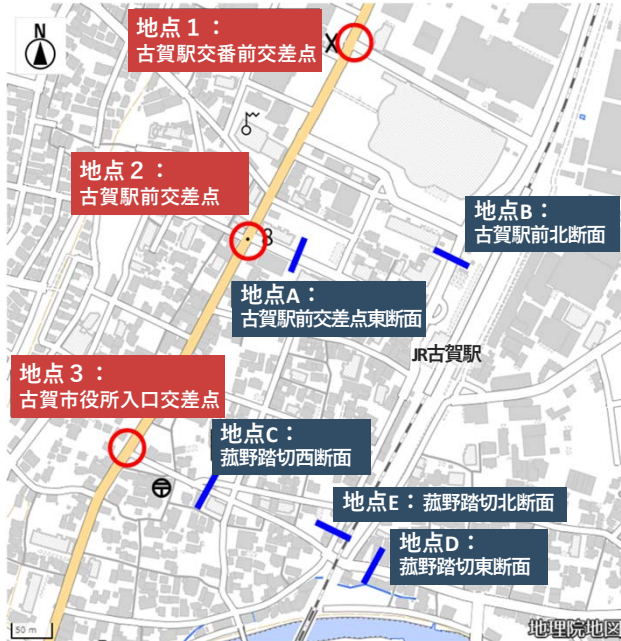 N
地点1：
古賀駅交番前交差点
X
地点2：
古賀駅前交差点
地点B：
古賀駅前北断面
地点A：
古賀駅前交差点東断面
JR古賀駅
地点3：
古賀市役所入口交差点
地点C：
菰野踏切西断面
地点E：菰野踏切北断面
地点D：
菰野踏切東断面
50 m
地理院地図